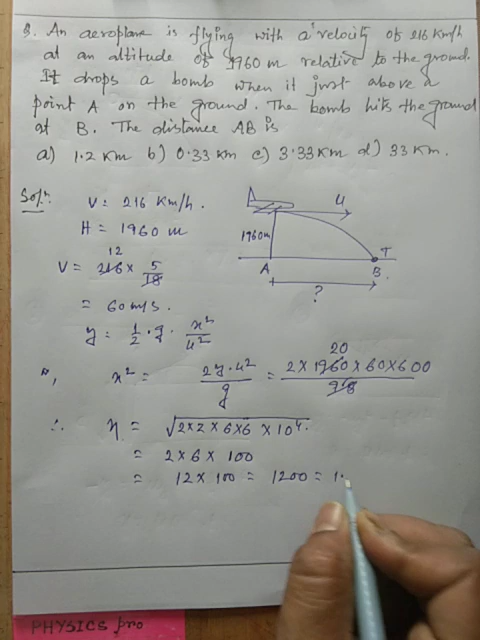 8. An aeroplane is flying with a velocity of 216 Km/h
at an altitude of 1960 m relative to the ground.
It drops a bomb when it just above a
point A on the ground. The bomb hits the ground
at B. The distance AB is
a) 1.2 Km b) 0.33 Km c) 3.33 Km d) 33 Km.
Solⁿ:
V = 216 Km/h.
H = 1960 m
12
V = 216 × 5/18
= 60 m/s.
u
1960m
A
B
T
?
y = 1/2 · g · x²/u²
x² = 2y·u²/g = 2 × 1960 × 60 × 600/98
20
∴ x = √2×2×6×6 × 10⁴.
= 2×6 × 100
= 12 × 100 = 1200 = 1.
PHYSICS pro